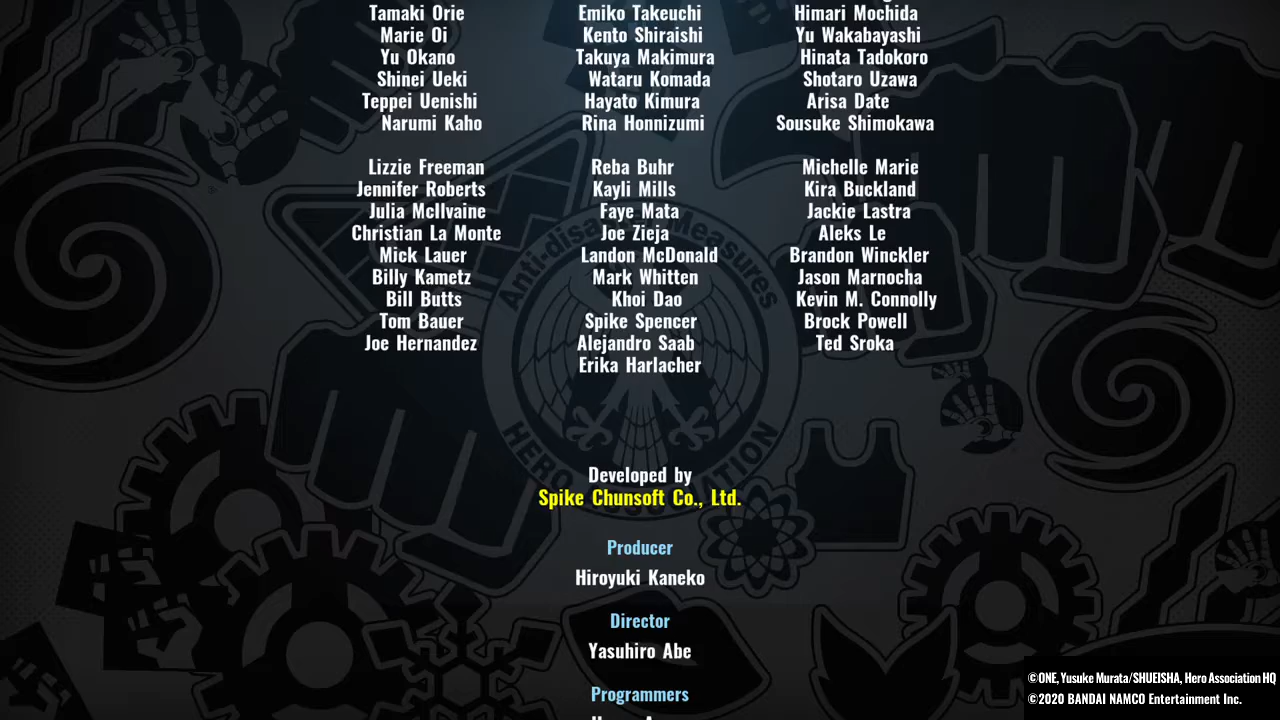 Tamaki Orie Emiko Takeuchi Himari Mochida
Marie Oi Kento Shiraishi Yu Wakabayashi
Yu Okano Takuya Makimura Hinata Tadokoro
Shinei Ueki Wataru Komada Shotaro Uzawa
Teppei Uenishi Hayato Kimura Arisa Date
Narumi Kaho Rina Honnizumi Sousuke Shimokawa
Lizzie Freeman Reba Buhr Michelle Marie
Jennifer Roberts Kayli Mills Kira Buckland
Julia McIlvaine Faye Mata Jackie Lastra
Christian La Monte Joe Zieja Aleks Le
Mick Lauer Landon McDonald Brandon Winckler
Billy Kametz Mark Whitten Jason Marnocha
Bill Butts Khoi Dao Kevin M. Connolly
Tom Bauer Spike Spencer Brock Powell
Joe Hernandez Alejandro Saab Ted Sroka
Erika Harlacher
Anti-disaster Measures
HERO ASSOCIATION
Developed by
Spike Chunsoft Co., Ltd.
Producer
Hiroyuki Kaneko
Director
Yasuhiro Abe
Programmers
©ONE, Yusuke Murata/SHUEISHA, Hero Association HQ
©2020 BANDAI NAMCO Entertainment Inc.